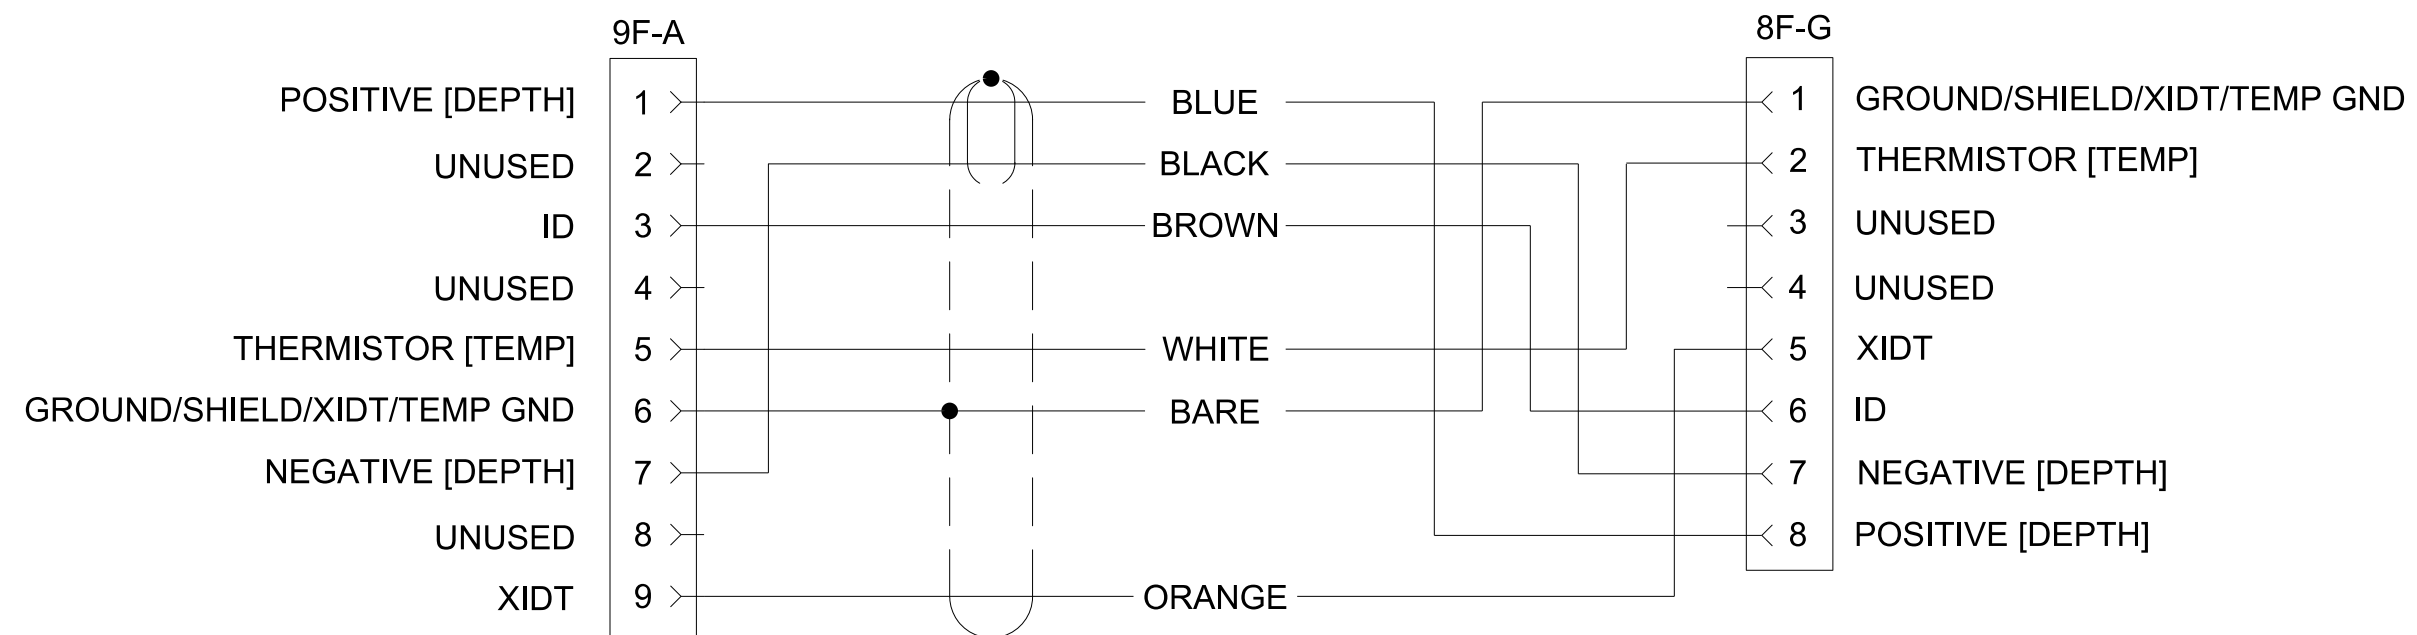 9F-A
8F-G
POSITIVE [DEPTH] 1 BLUE 1 GROUND/SHIELD/XIDT/TEMP GND
UNUSED 2 BLACK 2 THERMISTOR [TEMP]
ID 3 BROWN 3 UNUSED
UNUSED 4 4 UNUSED
THERMISTOR [TEMP] 5 WHITE 5 XIDT
GROUND/SHIELD/XIDT/TEMP GND 6 BARE 6 ID
NEGATIVE [DEPTH] 7 7 NEGATIVE [DEPTH]
UNUSED 8 8 POSITIVE [DEPTH]
XIDT 9 ORANGE